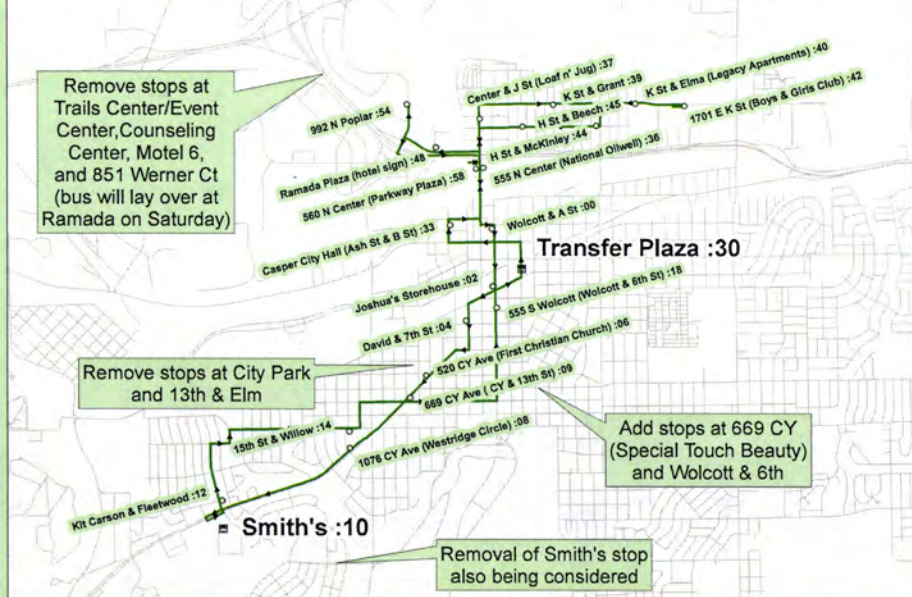 Remove stops at
Trails Center/Event
Center,Counseling
Center, Motel 6,
and 851 Werner Ct
(bus will lay over at
Ramada on Saturday)
992 N Poplar :54
Center & J St (Loaf n' Jug) :37
K St & Grant :39
K St & Elma (Legacy Apartments) :40
1701 E K St (Boys & Girls Club) :42
H St & Beech :45
H St & McKinley :44
Ramada Plaza (hotel sign) :48
555 N Center (National Oilwell) :36
560 N Center (Parkway Plaza) :58
Wolcott & A St :00
Casper City Hall (Ash St & B St) :33
Transfer Plaza :30
Joshua's Storehouse :02
555 S Wolcott (Wolcott & 6th St) :18
David & 7th St :04
520 CY Ave (First Christian Church) :06
Remove stops at City Park
and 13th & Elm
669 CY Ave ( CY & 13th St) :09
Add stops at 669 CY
(Special Touch Beauty)
and Wolcott & 6th
15th St & Willow :14
1076 CY Ave (Westridge Circle) :08
Kit Carson & Fleetwood :12
Smith's :10
Removal of Smith's stop
also being considered